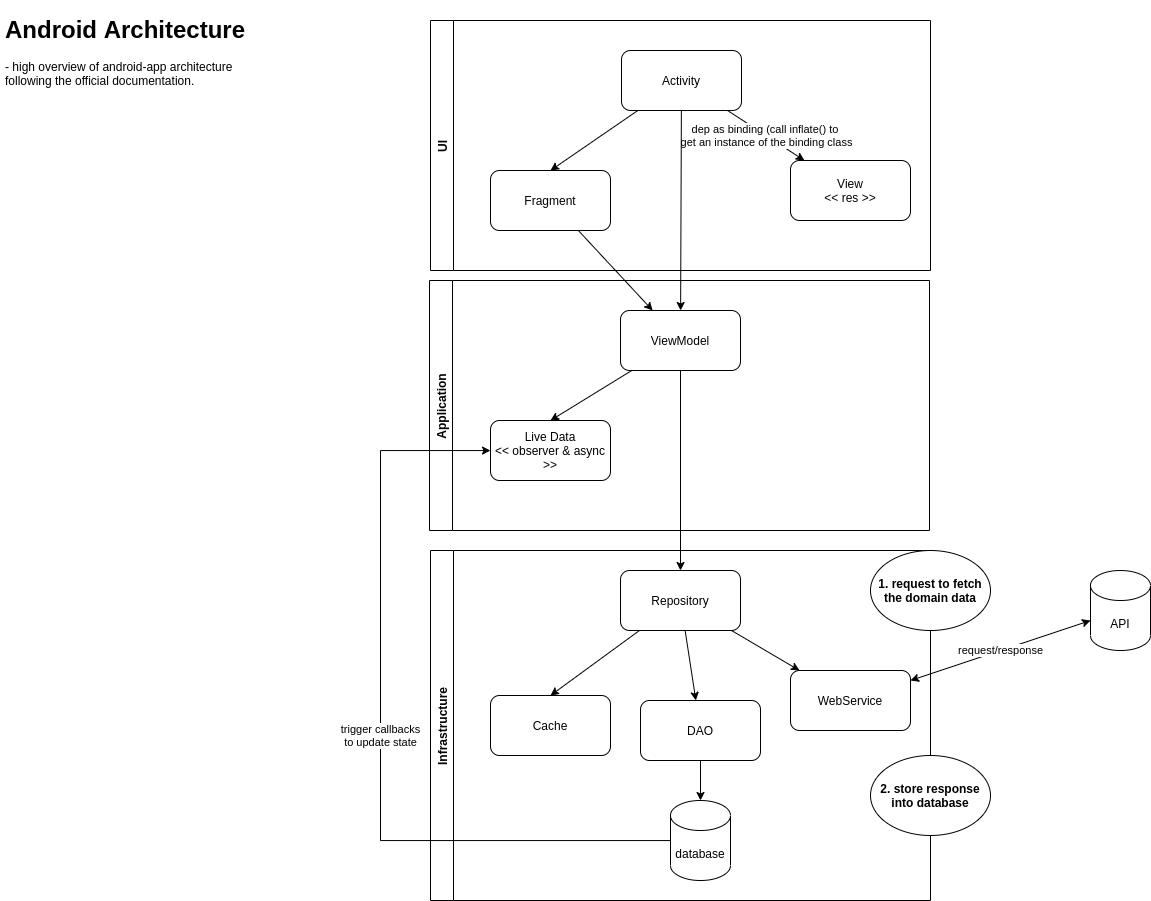 Android Architecture
- high overview of android-app architecture
following the official documentation.
UI
Activity
dep as binding (call inflate() to
get an instance of the binding class
Fragment
View
<< res >>
Application
ViewModel
Live Data
<< observer & async
>>
Infrastructure
Repository
1. request to fetch
the domain data
API
request/response
WebService
Cache
DAO
trigger callbacks
to update state
2. store response
into database
database